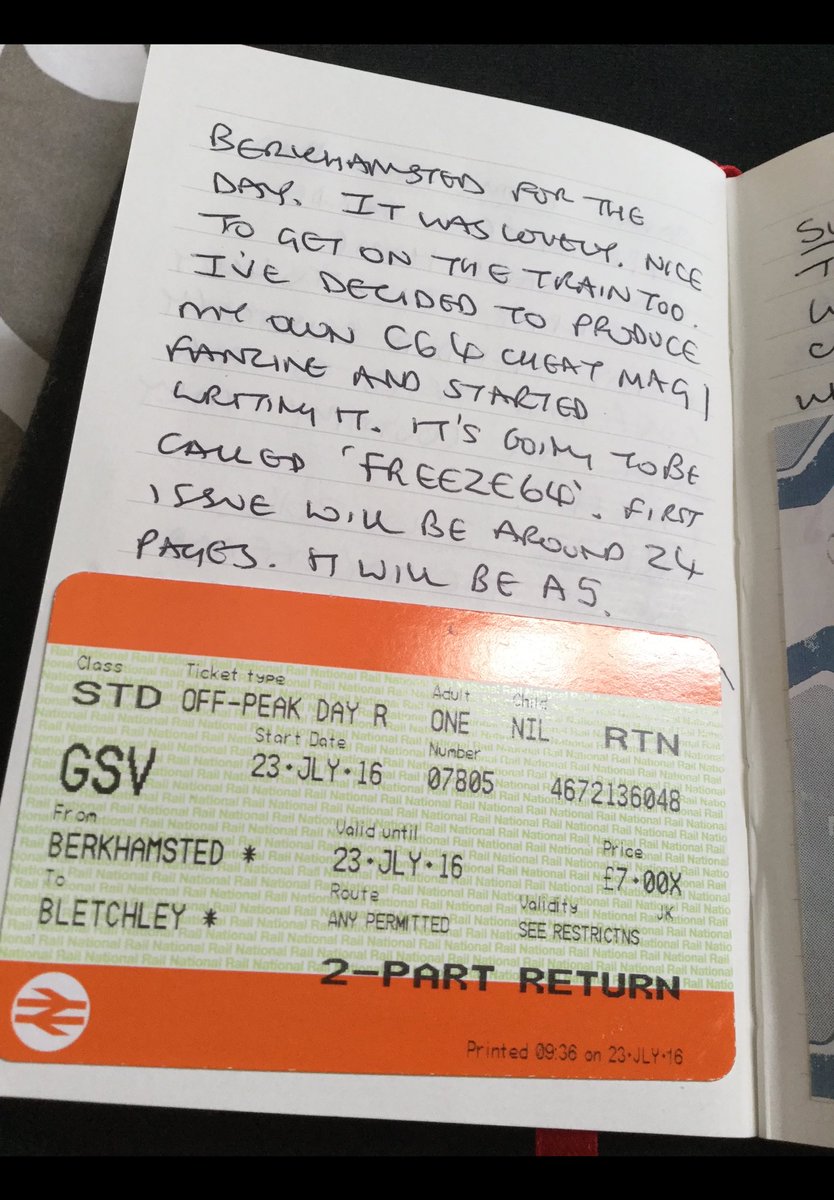 BERKHAMSTED FOR THE
DAY. IT WAS LOVELY. NICE
TO GET ON THE TRAIN TOO.
I'VE DECIDED TO PRODUCE
MY OWN C64 CHEAT MAG /
FANZINE AND STARTED
WRITING IT. IT'S GOING TO BE
CALLED 'FREEZE64'. FIRST
ISSUE WILL BE AROUND 24
PAGES. IT WILL BE A5.
Class Ticket type Adult Child
STD OFF-PEAK DAY R ONE NIL RTN
Start Date Number
GSV 23·JLY·16 07805 4672136048
From Valid until Price
BERKHAMSTED * 23·JLY·16 £7·00X
To Route Validity JK
BLETCHLEY * ANY PERMITTED SEE RESTRICTNS
2-PART RETURN
Printed 09:36 on 23·JLY·16